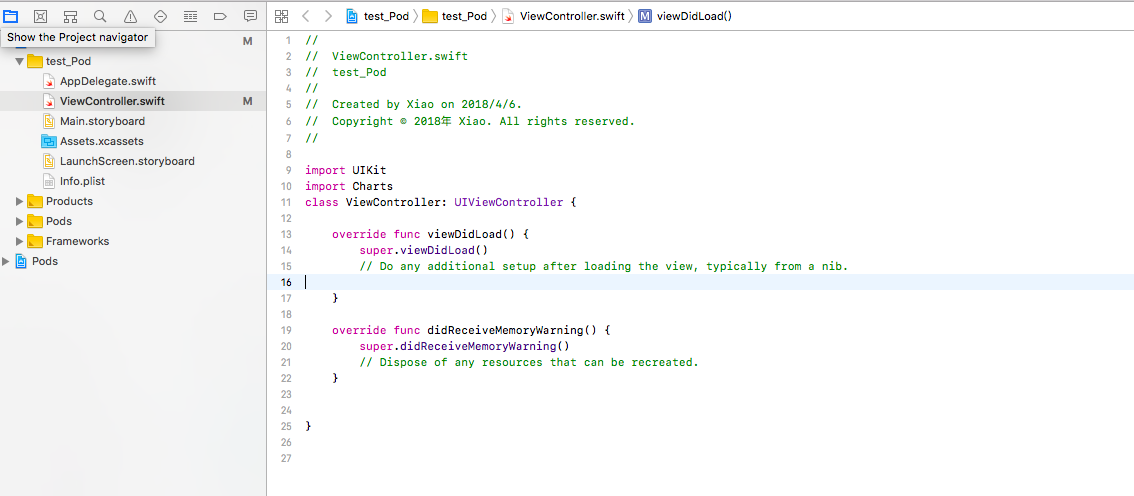 Show the Project navigator
M
test_Pod
AppDelegate.swift
ViewController.swift M
Main.storyboard
Assets.xcassets
LaunchScreen.storyboard
Info.plist
Products
Pods
Frameworks
Pods
test_Pod test_Pod ViewController.swift M viewDidLoad()
1 //
2 //  ViewController.swift
3 //  test_Pod
4 //
5 //  Created by Xiao on 2018/4/6.
6 //  Copyright © 2018年 Xiao. All rights reserved.
7 //
8
9 import UIKit
10 import Charts
11 class ViewController: UIViewController {
12
13     override func viewDidLoad() {
14         super.viewDidLoad()
15         // Do any additional setup after loading the view, typically from a nib.
16
17     }
18
19     override func didReceiveMemoryWarning() {
20         super.didReceiveMemoryWarning()
21         // Dispose of any resources that can be recreated.
22     }
23
24
25 }
26
27